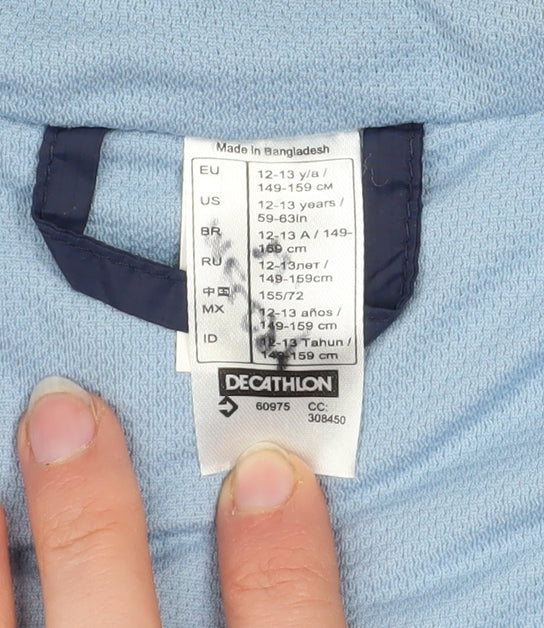 Made in Bangladesh
EU 12-13 y/a /
149-159 см
US 12-13 years /
59-63in
BR 12-13 A / 149-
159 cm
RU 12-13лет /
149-159cm
中国 155/72
MX 12-13 años /
149-159 cm
ID 12-13 Tahun /
149-159 cm
DECATHLON
60975 CC:
308450